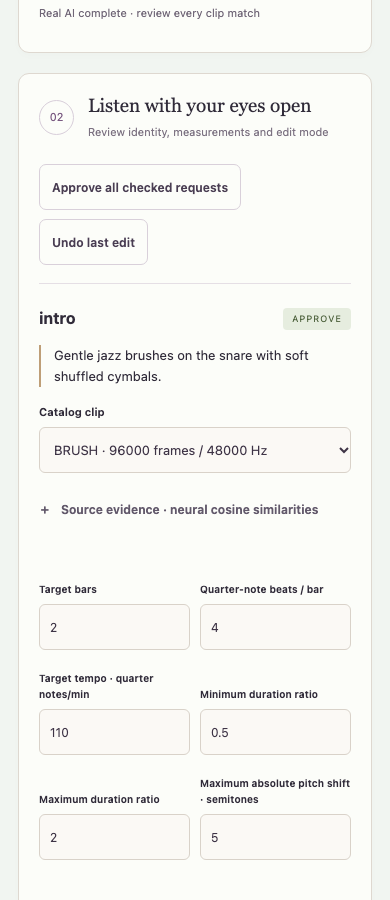 Real AI complete · review every clip match
02
Listen with your eyes open
Review identity, measurements and edit mode
Approve all checked requests
Undo last edit
intro
APPROVE
Gentle jazz brushes on the snare with soft
shuffled cymbals.
Catalog clip
BRUSH · 96000 frames / 48000 Hz
+ Source evidence · neural cosine similarities
Target bars
Quarter-note beats / bar
2
4
Target tempo · quarter
notes/min
Minimum duration ratio
110
0.5
Maximum duration ratio
Maximum absolute pitch shift
· semitones
2
5